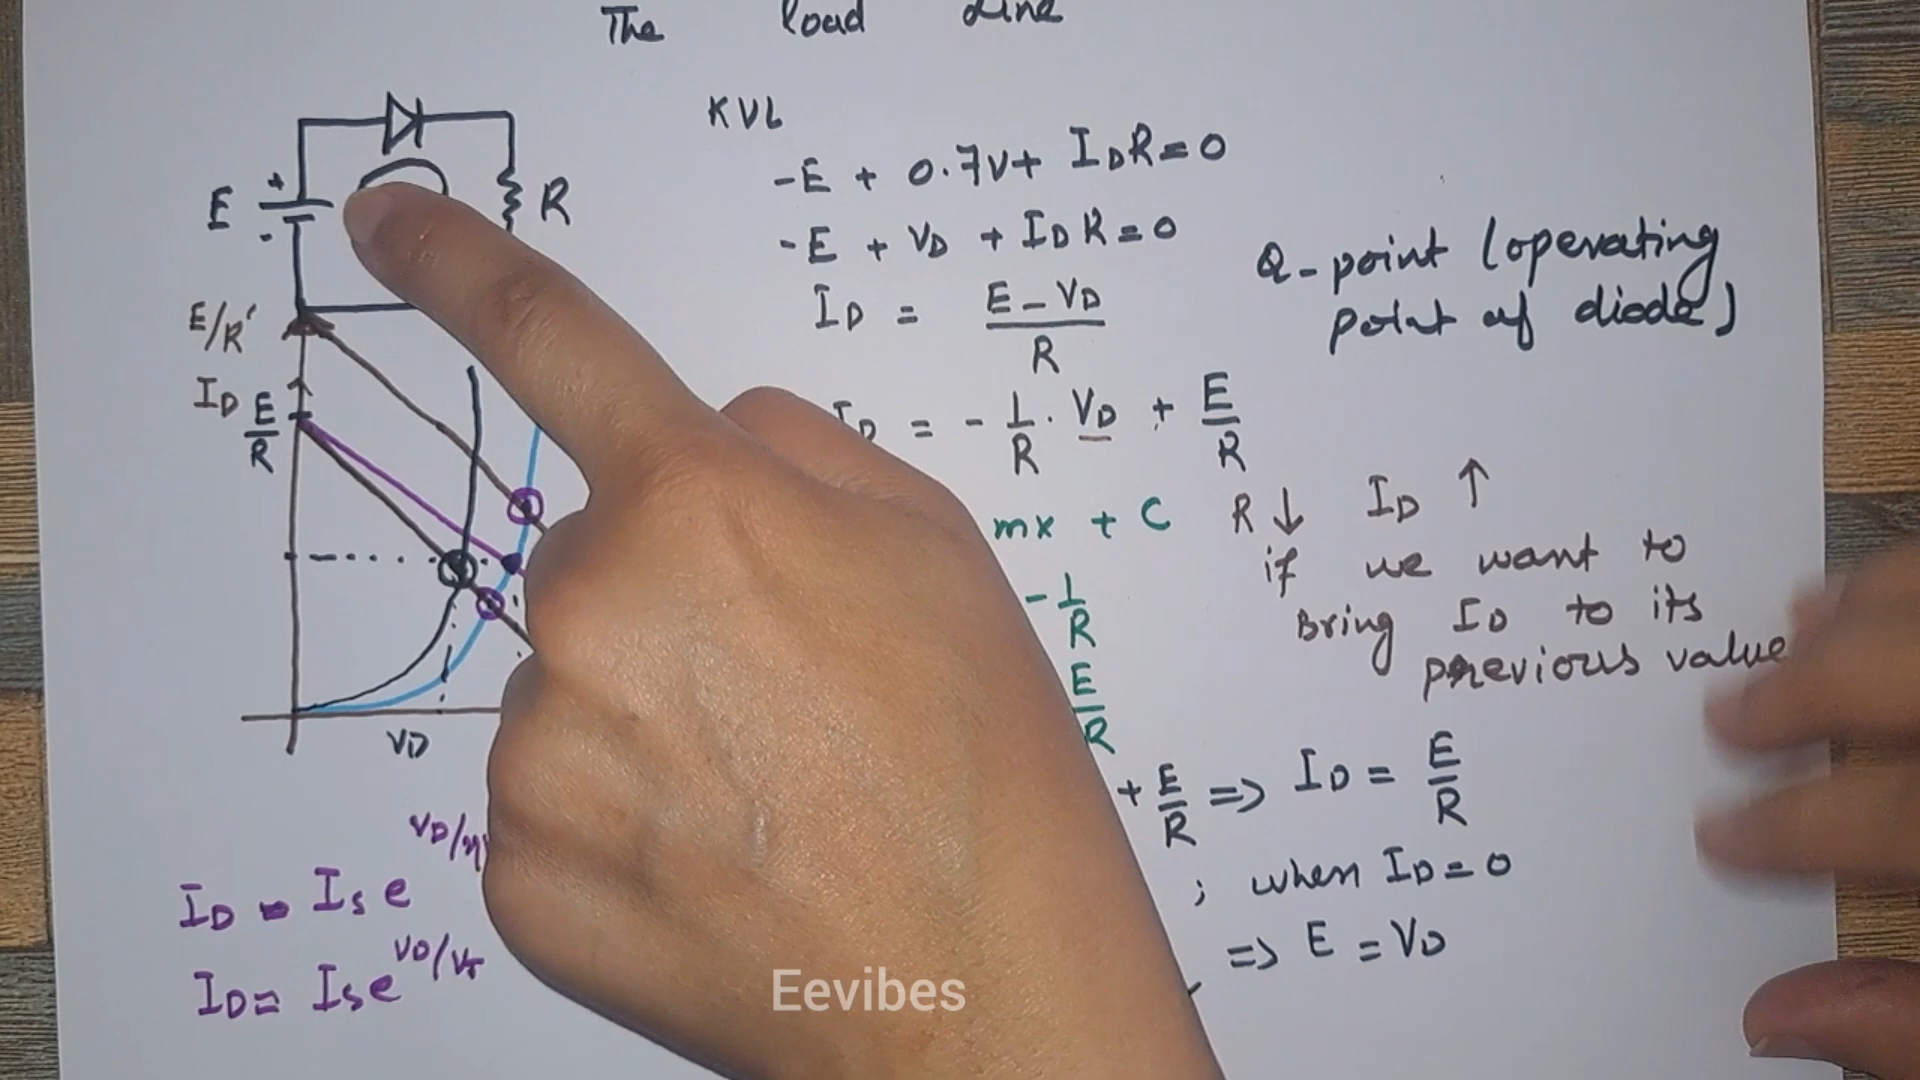 The load Line
KVL
-E + 0.7V + IDR = 0
-E + VD + IDR = 0
ID = E - VD / R
ID = - 1/R . VD + E/R
mx + C
- 1/R
E/R
+ E/R => ID = E/R
; when ID = 0
=> E = VD
+
E
-
R
E/R'
ID
E/R
VD
ID = Is e
ID = Is e VD/VT
Q-point (operating
point of diode)
R ↓ ID ↑
if we want to
Bring ID to its
previous value
Eevibes